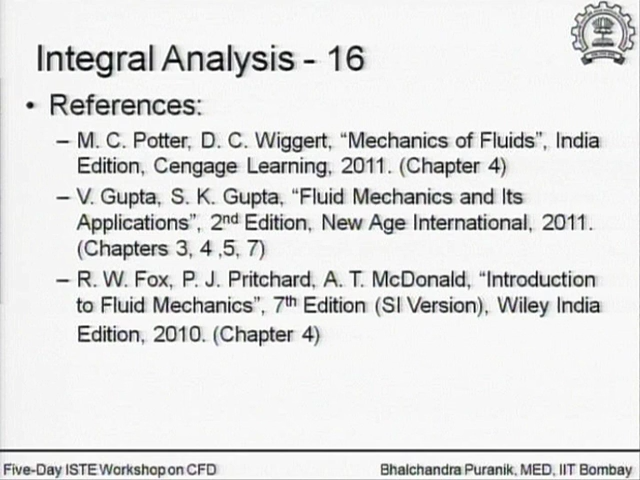 Integral Analysis - 16
• References:
– M. C. Potter, D. C. Wiggert, “Mechanics of Fluids”, India
Edition, Cengage Learning, 2011. (Chapter 4)
– V. Gupta, S. K. Gupta, “Fluid Mechanics and Its
Applications”, 2nd Edition, New Age International, 2011.
(Chapters 3, 4 ,5, 7)
– R. W. Fox, P. J. Pritchard, A. T. McDonald, “Introduction
to Fluid Mechanics”, 7th Edition (SI Version), Wiley India
Edition, 2010. (Chapter 4)
Five-Day ISTE Workshop on CFD
Bhalchandra Puranik, MED, IIT Bombay